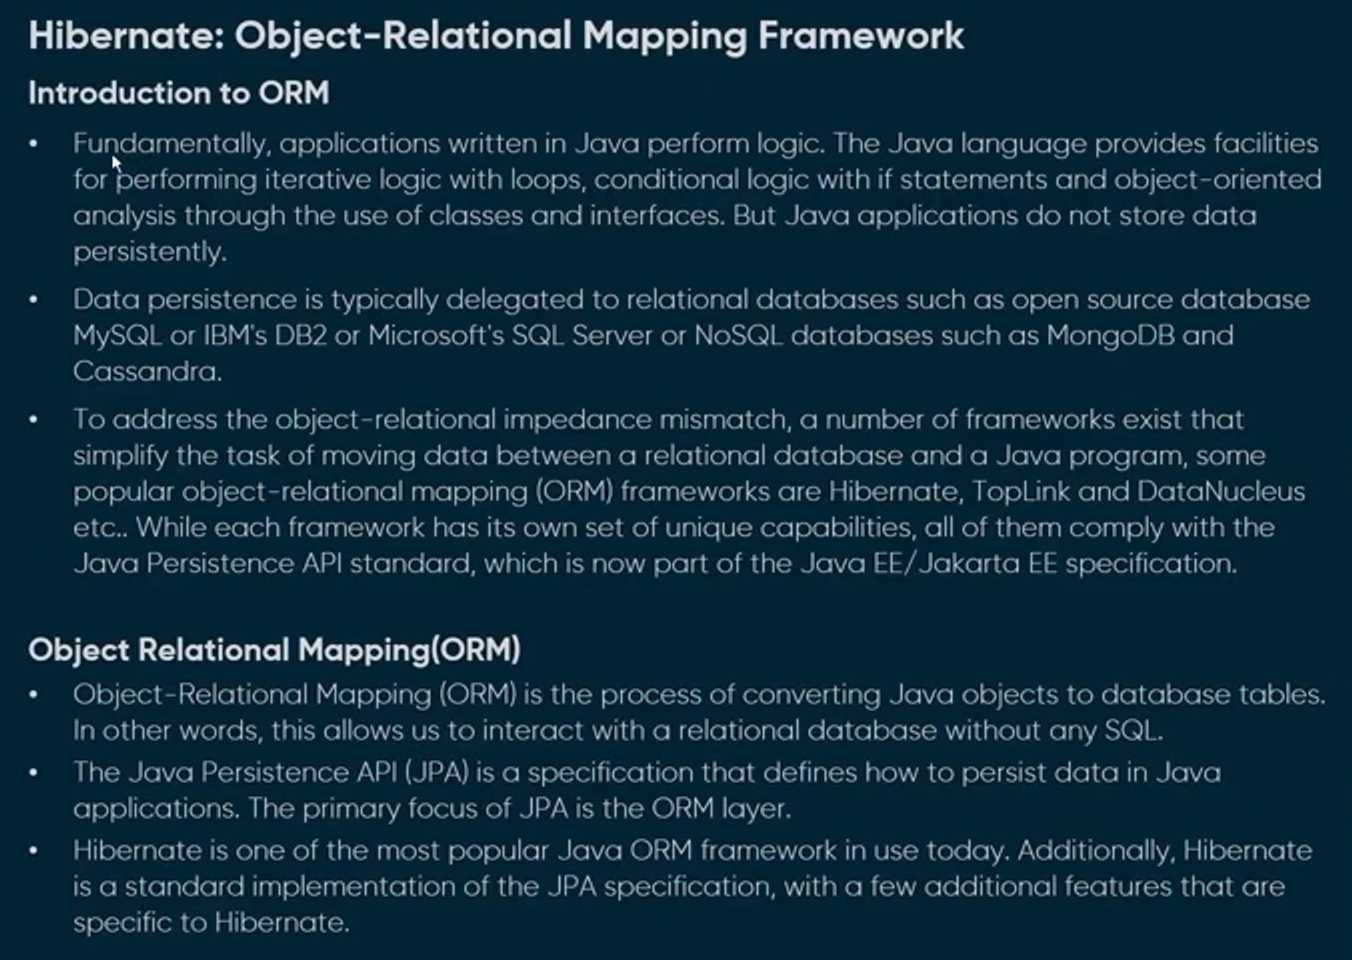 Hibernate: Object-Relational Mapping Framework
Introduction to ORM
• Fundamentally, applications written in Java perform logic. The Java language provides facilities
for performing iterative logic with loops, conditional logic with if statements and object-oriented
analysis through the use of classes and interfaces. But Java applications do not store data
persistently.
• Data persistence is typically delegated to relational databases such as open source database
MySQL or IBM's DB2 or Microsoft's SQL Server or NoSQL databases such as MongoDB and
Cassandra.
• To address the object-relational impedance mismatch, a number of frameworks exist that
simplify the task of moving data between a relational database and a Java program, some
popular object-relational mapping (ORM) frameworks are Hibernate, TopLink and DataNucleus
etc.. While each framework has its own set of unique capabilities, all of them comply with the
Java Persistence API standard, which is now part of the Java EE/Jakarta EE specification.
Object Relational Mapping(ORM)
• Object-Relational Mapping (ORM) is the process of converting Java objects to database tables.
In other words, this allows us to interact with a relational database without any SQL.
• The Java Persistence API (JPA) is a specification that defines how to persist data in Java
applications. The primary focus of JPA is the ORM layer.
• Hibernate is one of the most popular Java ORM framework in use today. Additionally, Hibernate
is a standard implementation of the JPA specification, with a few additional features that are
specific to Hibernate.